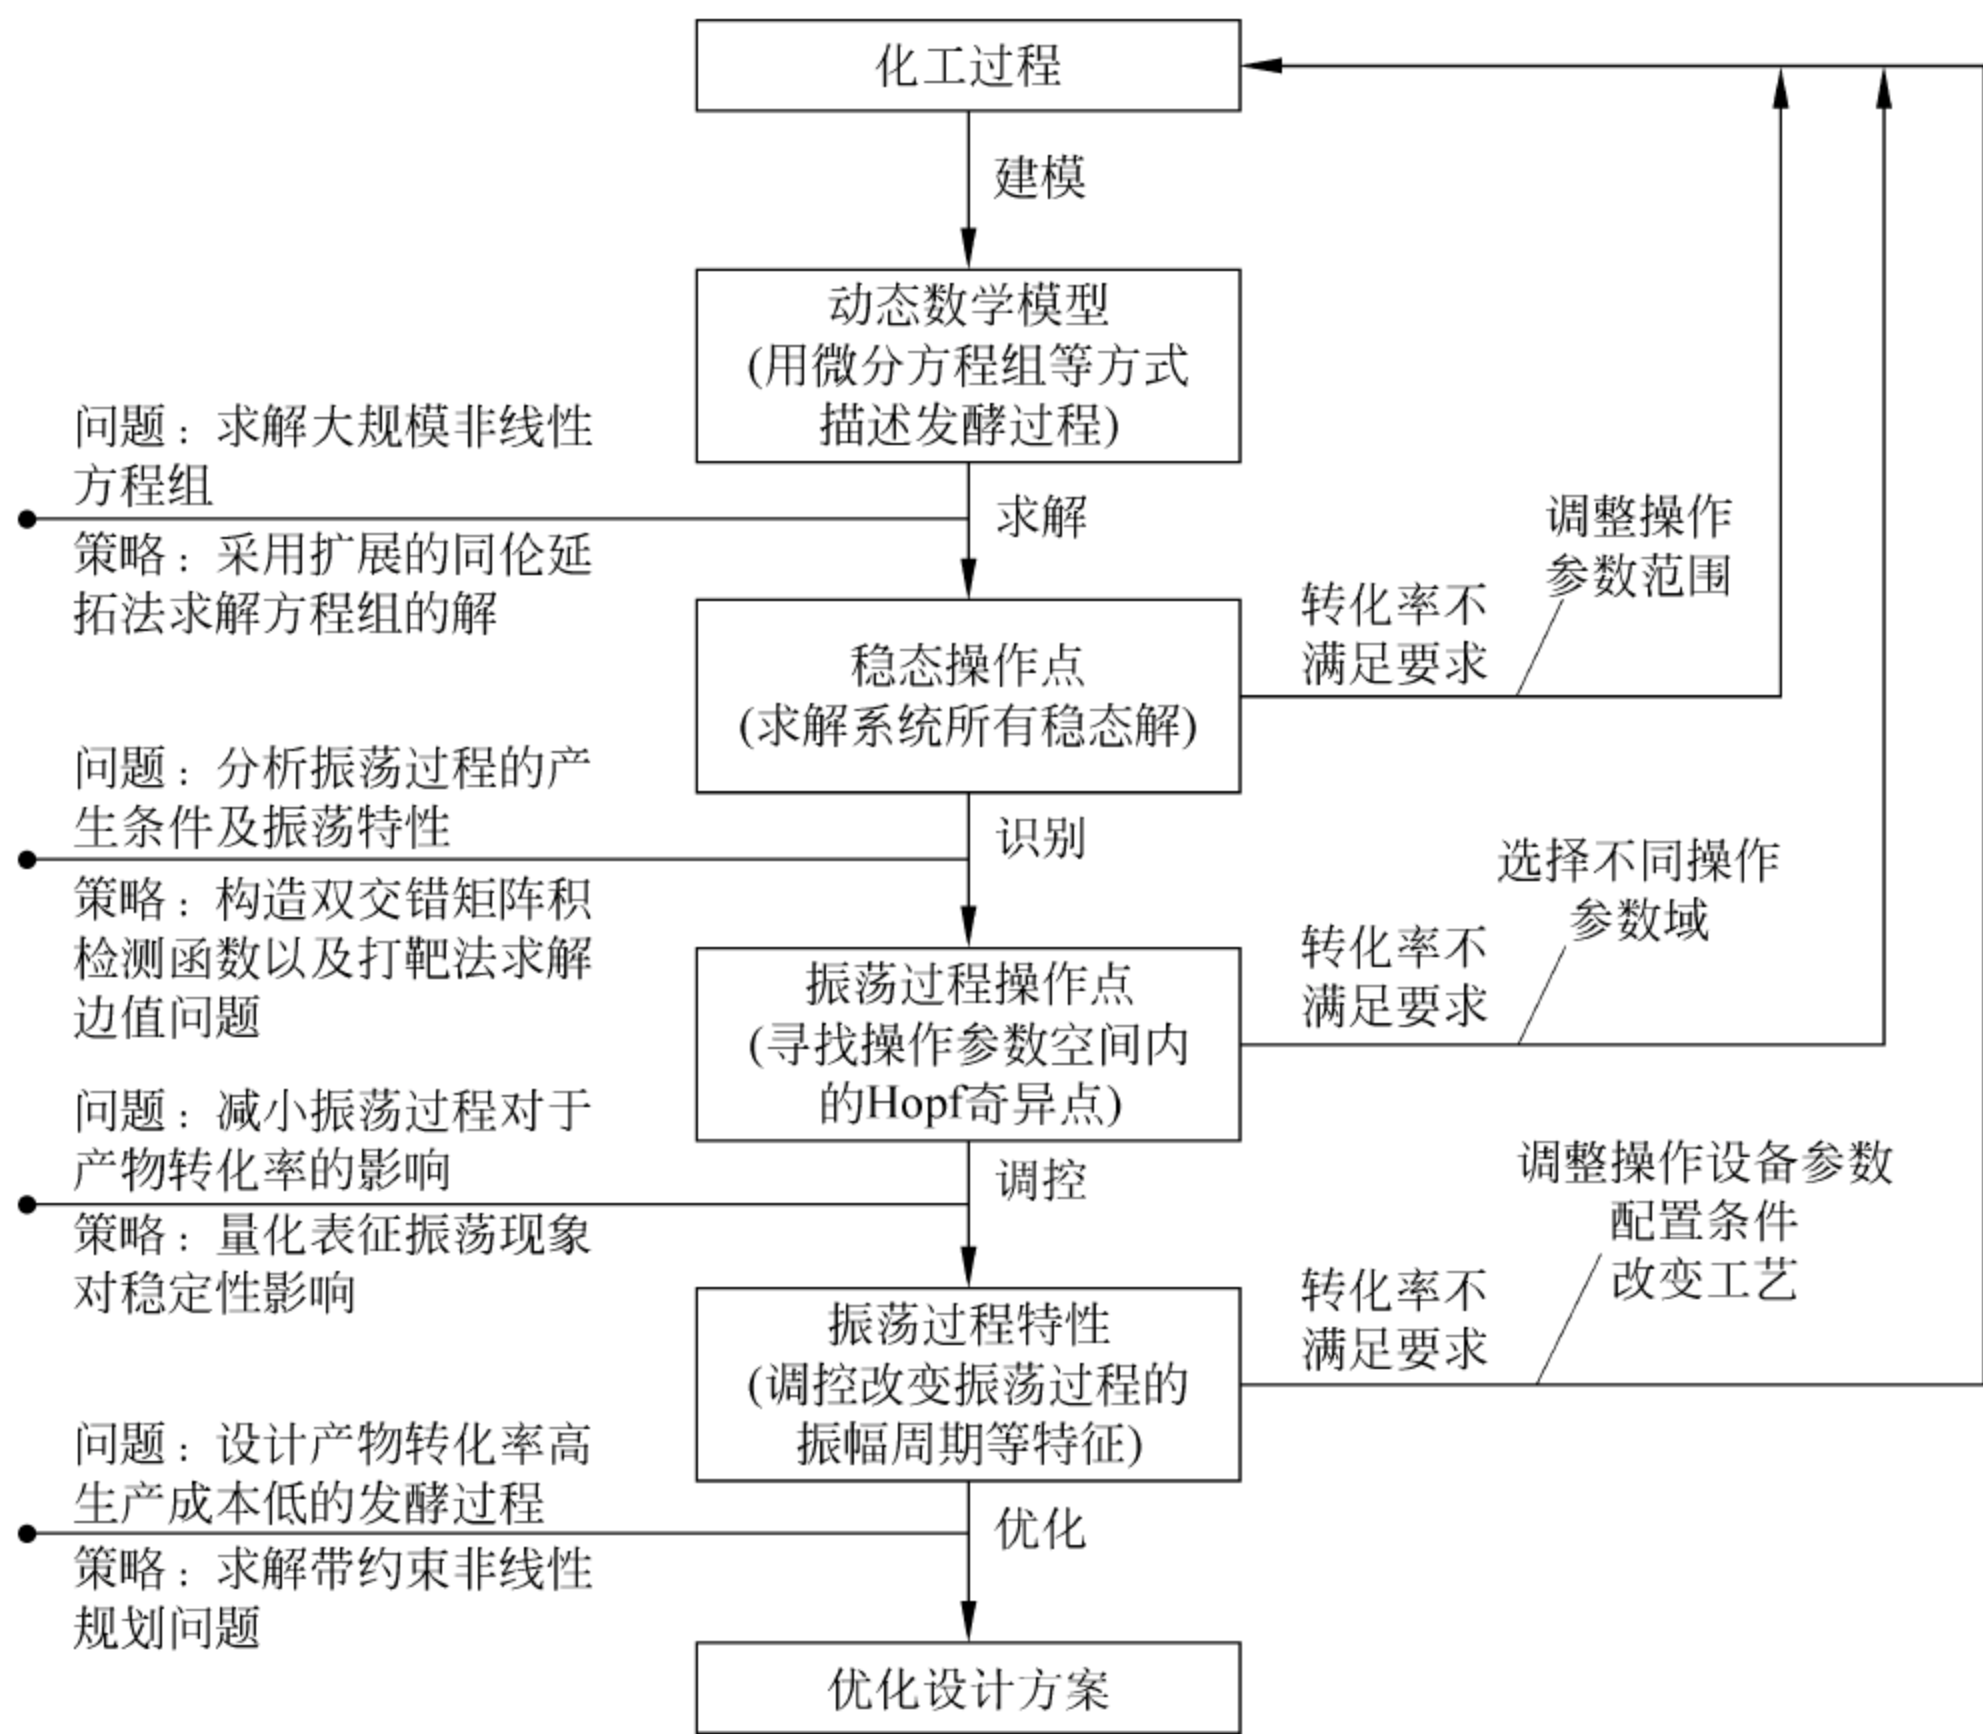 化工过程
建模
动态数学模型
(用微分方程组等方式
描述发酵过程)
问题：求解大规模非线性
方程组
求解
策略：采用扩展的同伦延
拓法求解方程组的解
稳态操作点
(求解系统所有稳态解)
转化率不
满足要求
调整操作
参数范围
问题：分析振荡过程的产
生条件及振荡特性
识别
策略：构造双交错矩阵积
检测函数以及打靶法求解
边值问题
振荡过程操作点
(寻找操作参数空间内
的Hopf奇异点)
转化率不
满足要求
选择不同操作
参数域
问题：减小振荡过程对于
产物转化率的影响
调控
策略：量化表征振荡现象
对稳定性影响
振荡过程特性
(调控改变振荡过程的
振幅周期等特征)
转化率不
满足要求
调整操作设备参数
配置条件
改变工艺
问题：设计产物转化率高
生产成本低的发酵过程
优化
策略：求解带约束非线性
规划问题
优化设计方案